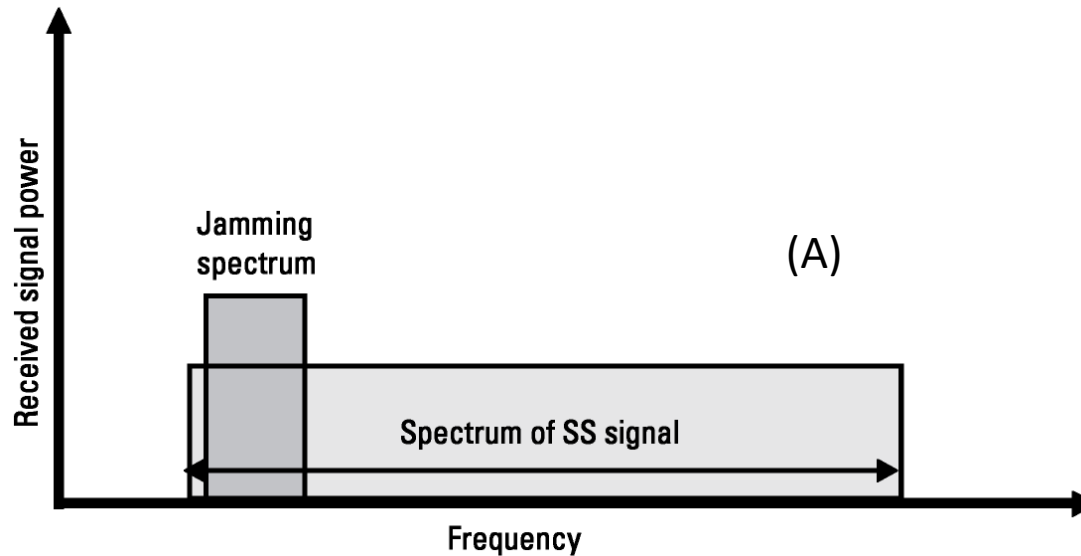 Received signal power
Jamming
spectrum
(A)
Spectrum of SS signal
Frequency